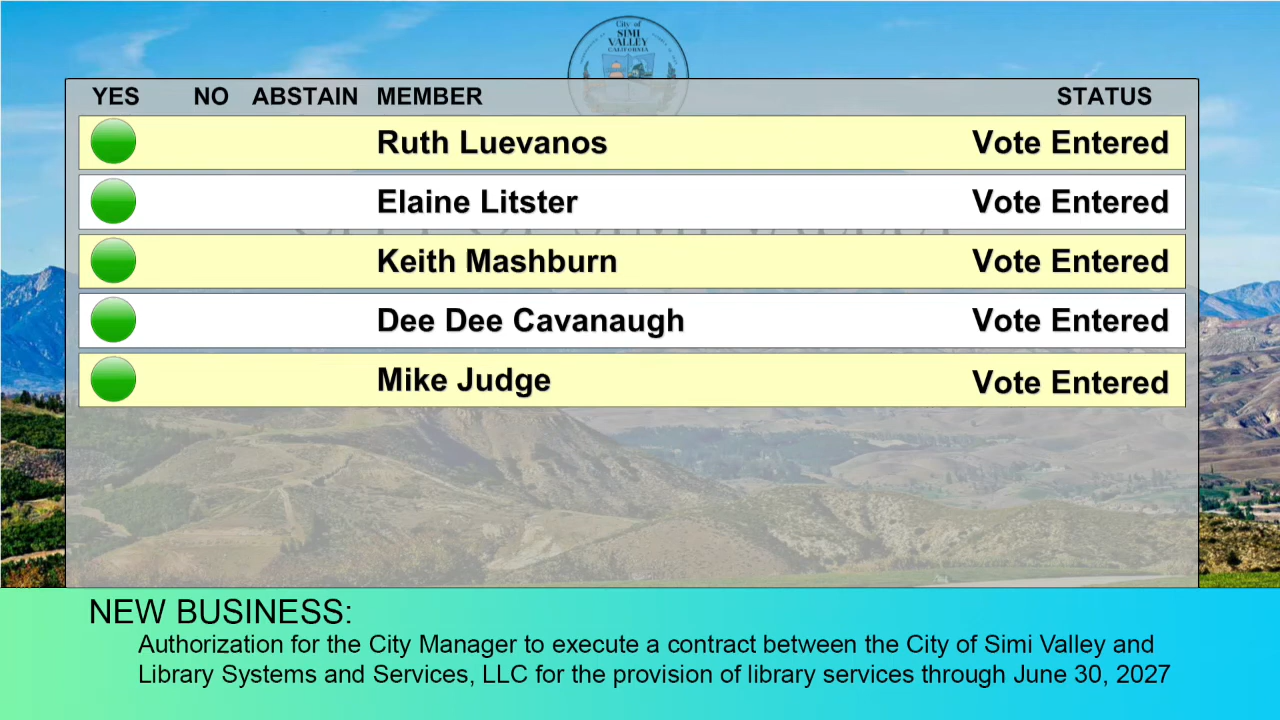 City of
SIMI
VALLEY
CALIFORNIA
YES NO ABSTAIN MEMBER STATUS
Ruth Luevanos Vote Entered
Elaine Litster Vote Entered
Keith Mashburn Vote Entered
Dee Dee Cavanaugh Vote Entered
Mike Judge Vote Entered
NEW BUSINESS:
Authorization for the City Manager to execute a contract between the City of Simi Valley and
Library Systems and Services, LLC for the provision of library services through June 30, 2027